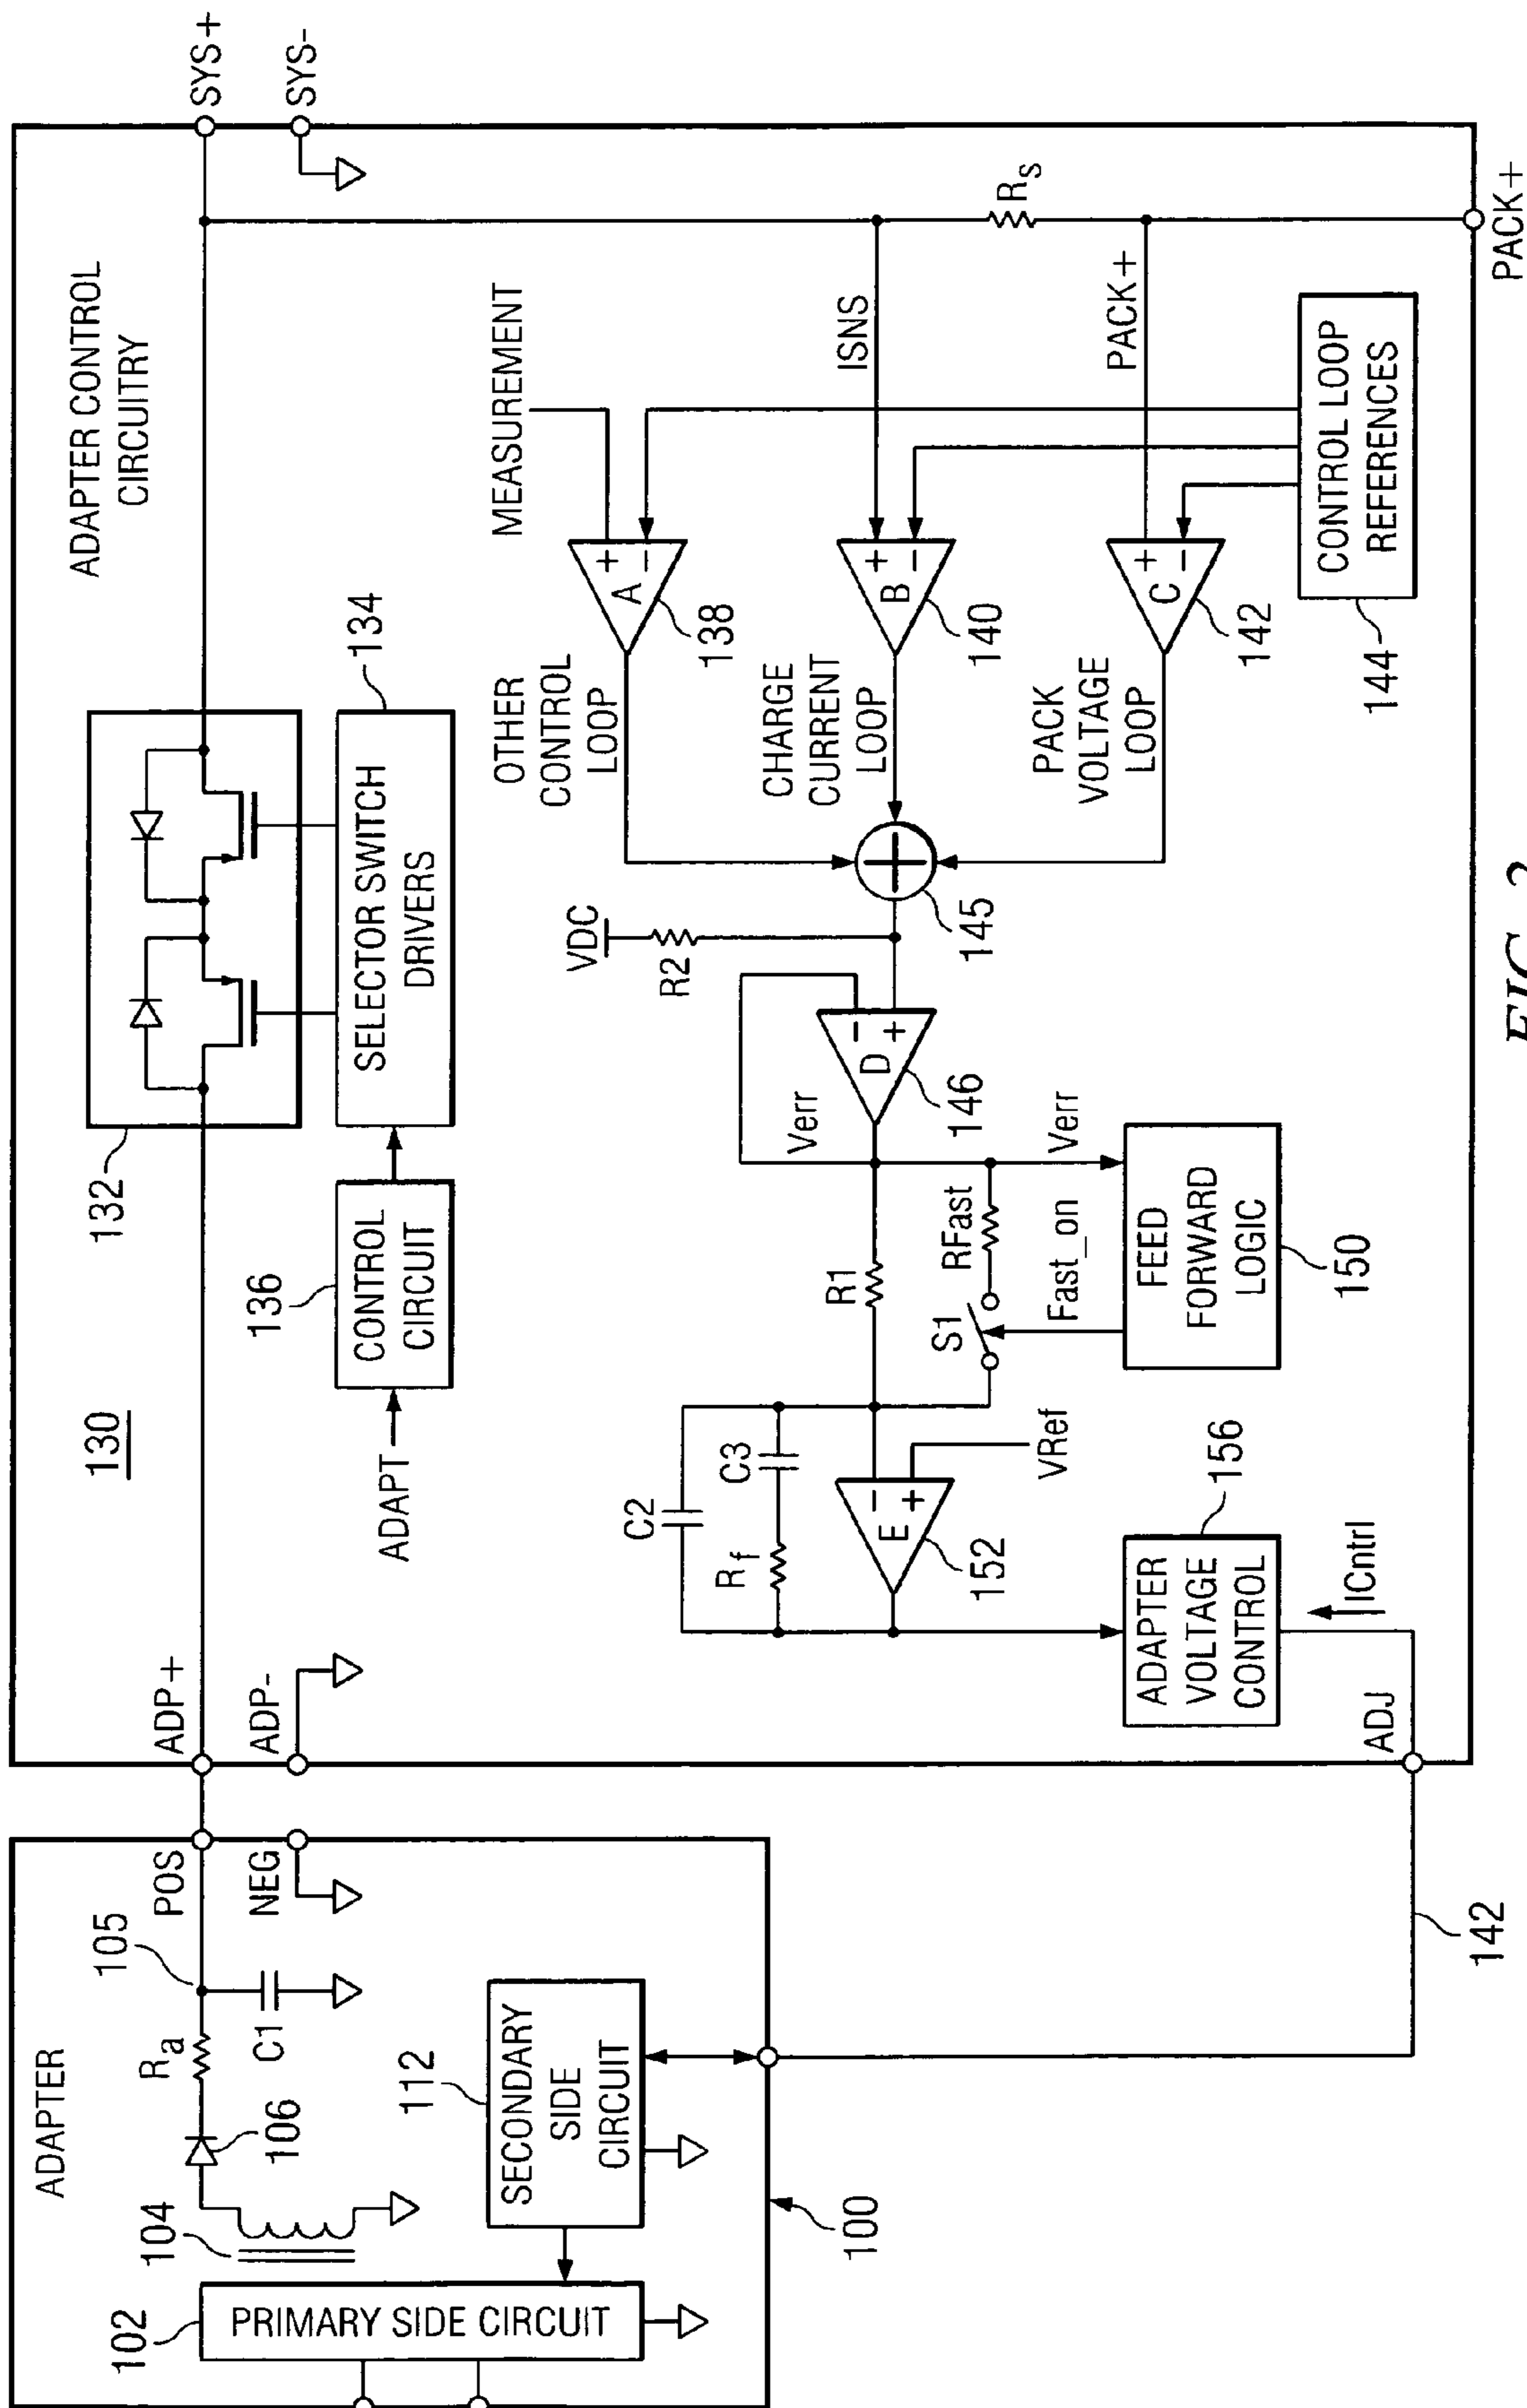 ADAPTER
102
PRIMARY SIDE CIRCUIT
104
106
Ra
105
C1
POS
NEG
112
SECONDARY
SIDE
CIRCUIT
100
142
ADP+
ADP-
ADJ
130
ADAPTER CONTROL
CIRCUITRY
SYS+
SYS-
132
134
SELECTOR SWITCH
DRIVERS
136
CONTROL
CIRCUIT
ADAPT
MEASUREMENT
OTHER
CONTROL
LOOP
+
-
A
138
ISNS
CHARGE
CURRENT
LOOP
+
-
B
140
RS
PACK+
PACK
VOLTAGE
LOOP
+
-
C
142
CONTROL LOOP
REFERENCES
144
PACK+
145
VDC
R2
-
+
D
146
Verr
R1
RFast
Verr
S1
Fast_on
FEED
FORWARD
LOGIC
150
C2
C3
Rf
-
+
E
152
VRef
ADAPTER
VOLTAGE
CONTROL
156
ICntrl